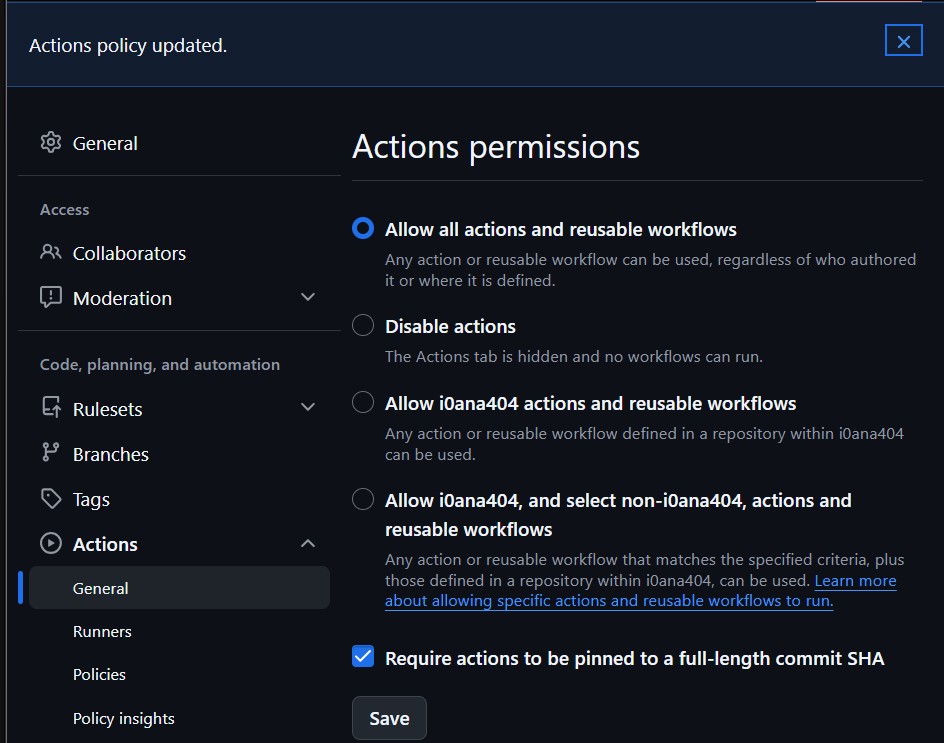 Actions policy updated.
General
Access
Collaborators
Moderation
Code, planning, and automation
Rulesets
Branches
Tags
Actions
General
Runners
Policies
Policy insights
Actions permissions
Allow all actions and reusable workflows
Any action or reusable workflow can be used, regardless of who authored
it or where it is defined.
Disable actions
The Actions tab is hidden and no workflows can run.
Allow i0ana404 actions and reusable workflows
Any action or reusable workflow defined in a repository within i0ana404
can be used.
Allow i0ana404, and select non-i0ana404, actions and
reusable workflows
Any action or reusable workflow that matches the specified criteria, plus
those defined in a repository within i0ana404, can be used. Learn more
about allowing specific actions and reusable workflows to run.
Require actions to be pinned to a full-length commit SHA
Save